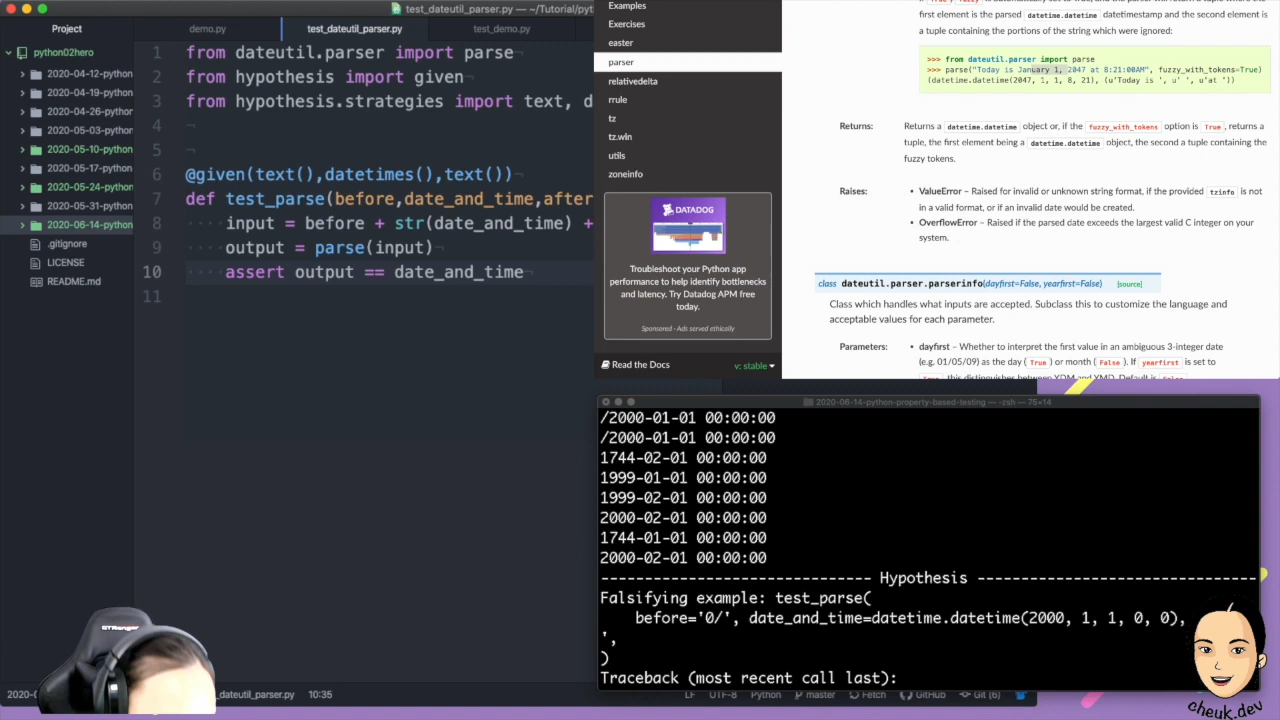 ~/Tutorial/pyt
Project
demo.py
test_dateutil_parser.py
test_demo.py
python02hero
2020-04-12-python
2020-04-26-python
2020-05-03-python
2020-05-10-python
2020-05-17-python
2020-05-24-python
2020-05-31-python
2020-06-14-python
.gitignore
LICENSE
README.md
1 from dateutil.parser import parse
2 from hypothesis import given
3 from hypothesis.strategies import text, d
4
5
6 @given(text(),datetimes(),text())
7 def test_parse(before,date_and_time,after
8 input = before + str(date_and_time) +
9 output = parse(input)
10 assert output == date_and_time
11
2020-0
_dateutil_parser.py 10:35
LF UTF-8 Python master Fetch GitHub Git (6)
Examples
Exercises
easter
parser
relativedelta
rrule
tz
tz.win
utils
zoneinfo
DATADOG
Troubleshoot your Python app
performance to help identify bottlenecks
and latency. Try Datadog APM free
today.
Sponsored · Ads served ethically
Read the Docs v: stable
first element is the parsed datetime.datetime datetimestamp and the second element is
a tuple containing the portions of the string which were ignored:
>>> from dateutil.parser import parse
>>> parse("Today is January 1, 2047 at 8:21:00AM", fuzzy_with_tokens=True)
(datetime.datetime(2047, 1, 1, 8, 21), (u'Today is ', u' ', u'at '))
Returns: Returns a datetime.datetime object or, if the fuzzy_with_tokens option is True, returns a
tuple, the first element being a datetime.datetime object, the second a tuple containing the
fuzzy tokens.
Raises: • ValueError – Raised for invalid or unknown string format, if the provided tzinfo is not
in a valid format, or if an invalid date would be created.
• OverflowError – Raised if the parsed date exceeds the largest valid C integer on your
system.
class dateutil.parser.parserinfo(dayfirst=False, yearfirst=False) [source]
Class which handles what inputs are accepted. Subclass this to customize the language and
acceptable values for each parameter.
Parameters: • dayfirst – Whether to interpret the first value in an ambiguous 3-integer date
(e.g. 01/05/09) as the day (True) or month (False). If yearfirst is set to
True, this distinguishes between YDM and YMD. Default is False.
2020-06-14-python-property-based-testing — -zsh — 75×14
/2000-01-01 00:00:00
/2000-01-01 00:00:00
1744-02-01 00:00:00
1999-01-01 00:00:00
1999-02-01 00:00:00
2000-02-01 00:00:00
1744-01-01 00:00:00
2000-02-01 00:00:00
------------------------------- Hypothesis ---------------------------------
Falsifying example: test_parse(
before='0/', date_and_time=datetime.datetime(2000, 1, 1, 0, 0),
',
)
Traceback (most recent call last):
cheuk.dev